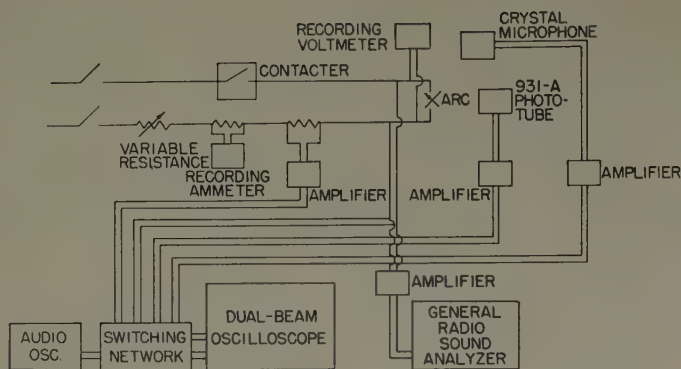 RECORDING
VOLTMETER
CRYSTAL
MICROPHONE
CONTACTER
931-A
PHOTO-
TUBE
ARC
VARIABLE
RESISTANCE
RECORDING
AMMETER
AMPLIFIER
AMPLIFIER
AMPLIFIER
AMPLIFIER
AUDIO
OSC.
SWITCHING
NETWORK
DUAL-BEAM
OSCILLOSCOPE
GENERAL
RADIO
SOUND
ANALYZER